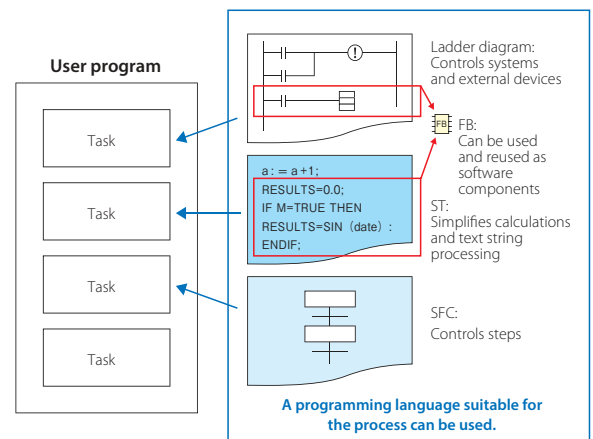 User program
Task
Task
Task
Task
Ladder diagram:
Controls systems
and external devices
FB
FB:
Can be used
and reused as
software
components
a : = a +1;
RESULTS=0.0;
IF M=TRUE THEN
RESULTS=SIN (date) :
ENDIF;
ST:
Simplifies calculations
and text string
processing
SFC:
Controls steps
A programming language suitable for
the process can be used.